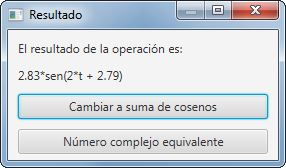 Resultado
El resultado de la operación es:
2.83*sen(2*t + 2.79)
Cambiar a suma de cosenos
Número complejo equivalente